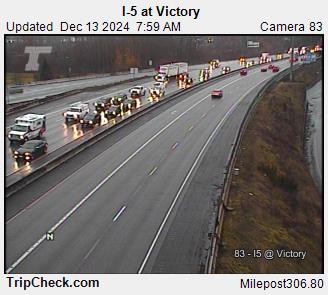 I-5 at Victory
Updated  Dec 13 2024  7:59 AM
Camera 83
T
N
83 - I5 @ Victory
TripCheck.com
Milepost306.80